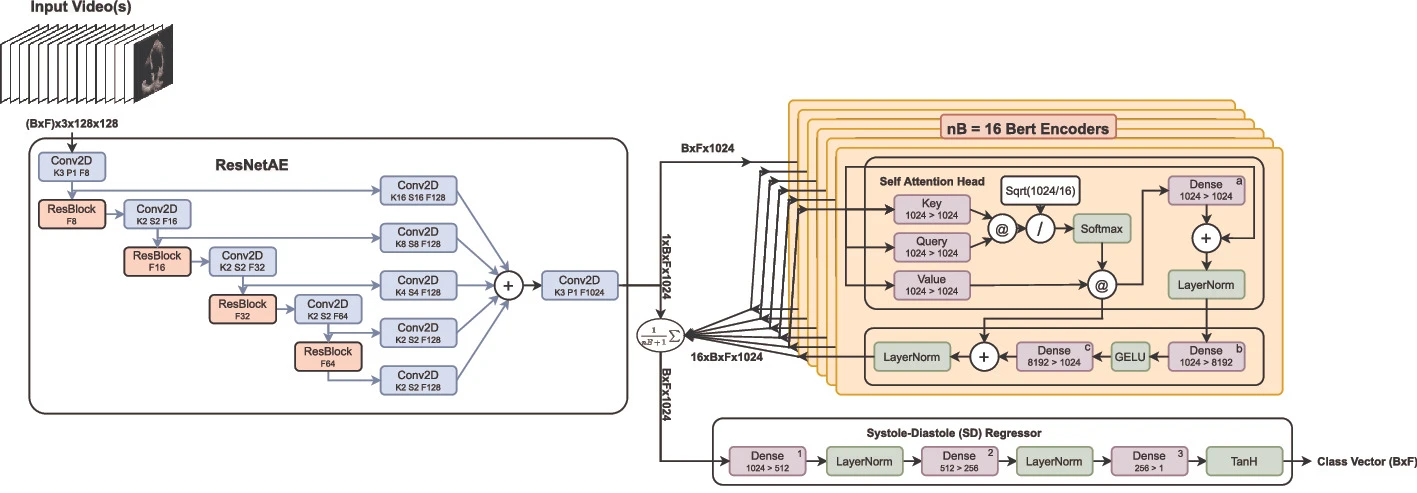 Input Video(s)
(BxF)x3x128x128
ResNetAE
Conv2D
K3 P1 F8
ResBlock
F8
Conv2D
K2 S2 F16
ResBlock
F16
Conv2D
K2 S2 F32
ResBlock
F32
Conv2D
K2 S2 F64
ResBlock
F64
Conv2D
K16 S16 F128
Conv2D
K8 S8 F128
Conv2D
K4 S4 F128
Conv2D
K2 S2 F128
Conv2D
K2 S2 F128
+
Conv2D
K3 P1 F1024
BxFx1024
1xBxFx1024
1/(nB+1) Σ
16xBxFx1024
BxFx1024
nB = 16 Bert Encoders
Self Attention Head
Key
1024 > 1024
Query
1024 > 1024
Value
1024 > 1024
@
Sqrt(1024/16)
/
Softmax
@
Dense a
1024 > 1024
+
LayerNorm
Dense b
1024 > 8192
GELU
Dense c
8192 > 1024
+
LayerNorm
Systole-Diastole (SD) Regressor
Dense 1
1024 > 512
LayerNorm
Dense 2
512 > 256
LayerNorm
Dense 3
256 > 1
TanH
Class Vector (BxF)